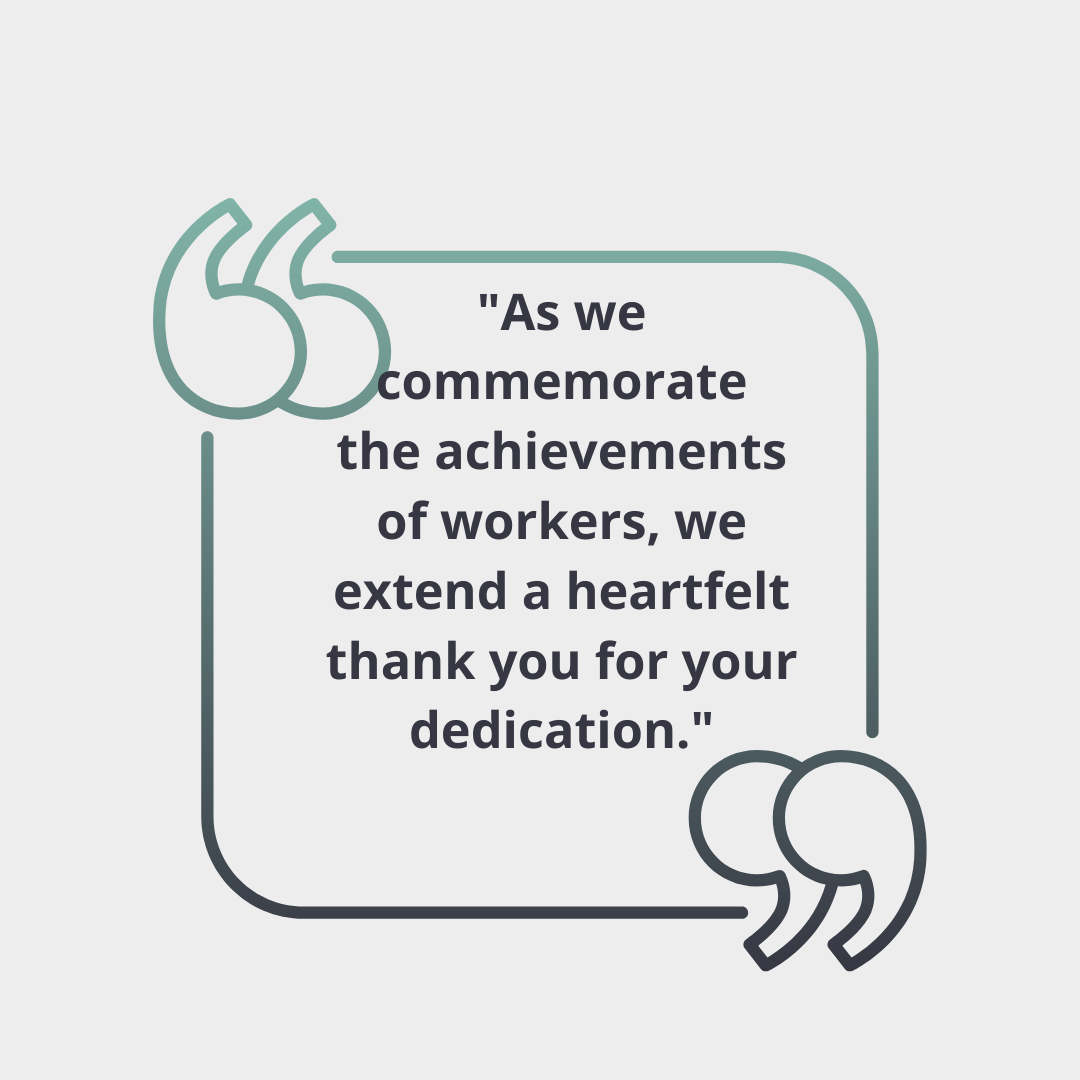 "As we
commemorate
the achievements
of workers, we
extend a heartfelt
thank you for your
dedication."